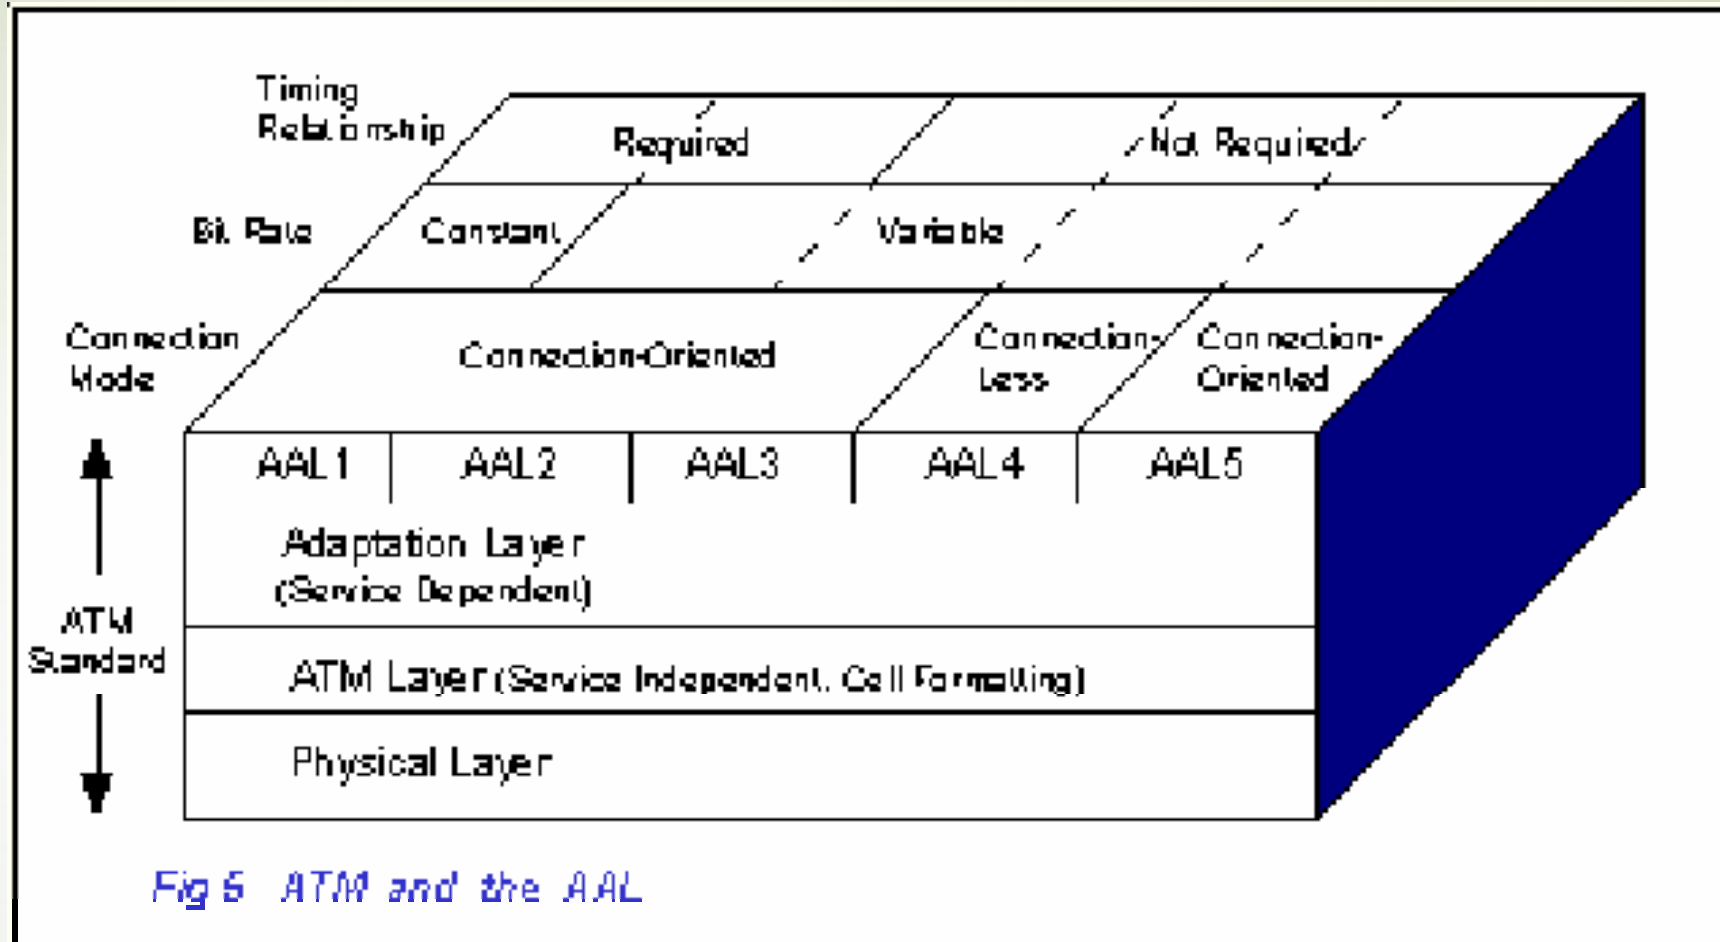 Timing
Relationship
Required
Not Required
Bit Rate
Constant
Variable
Connection
Mode
Connection-Oriented
Connection-
Less
Connection-
Oriented
AAL1
AAL2
AAL3
AAL4
AAL5
Adaptation Layer
(Service Dependent)
ATM
Standard
ATM Layer (Service Independent. Cell Formatting)
Physical Layer
Fig 6 ATM and the AAL